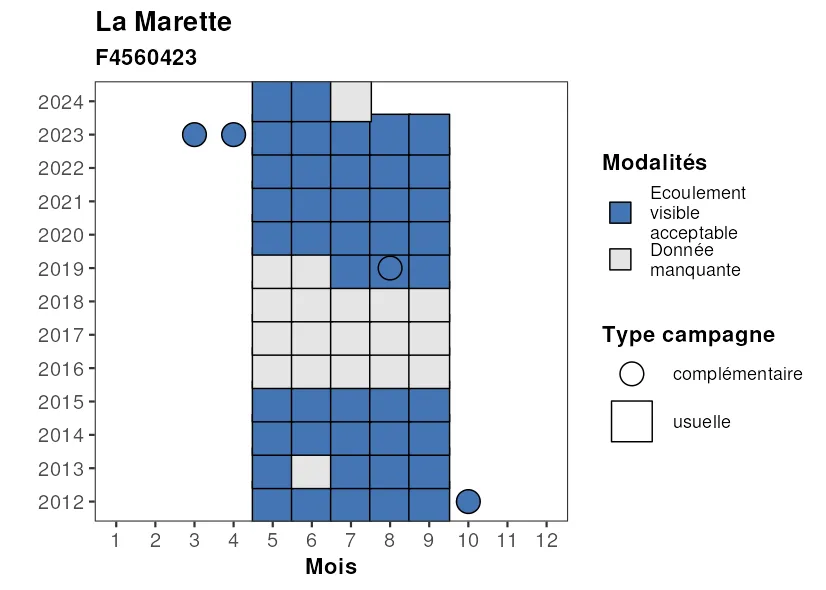 La Marette
F4560423
2024
2023
2022
2021
2020
2019
2018
2017
2016
2015
2014
2013
2012
1 2 3 4 5 6 7 8 9 10 11 12
Mois
Modalités
Ecoulement
visible
acceptable
Donnée
manquante
Type campagne
complémentaire
usuelle